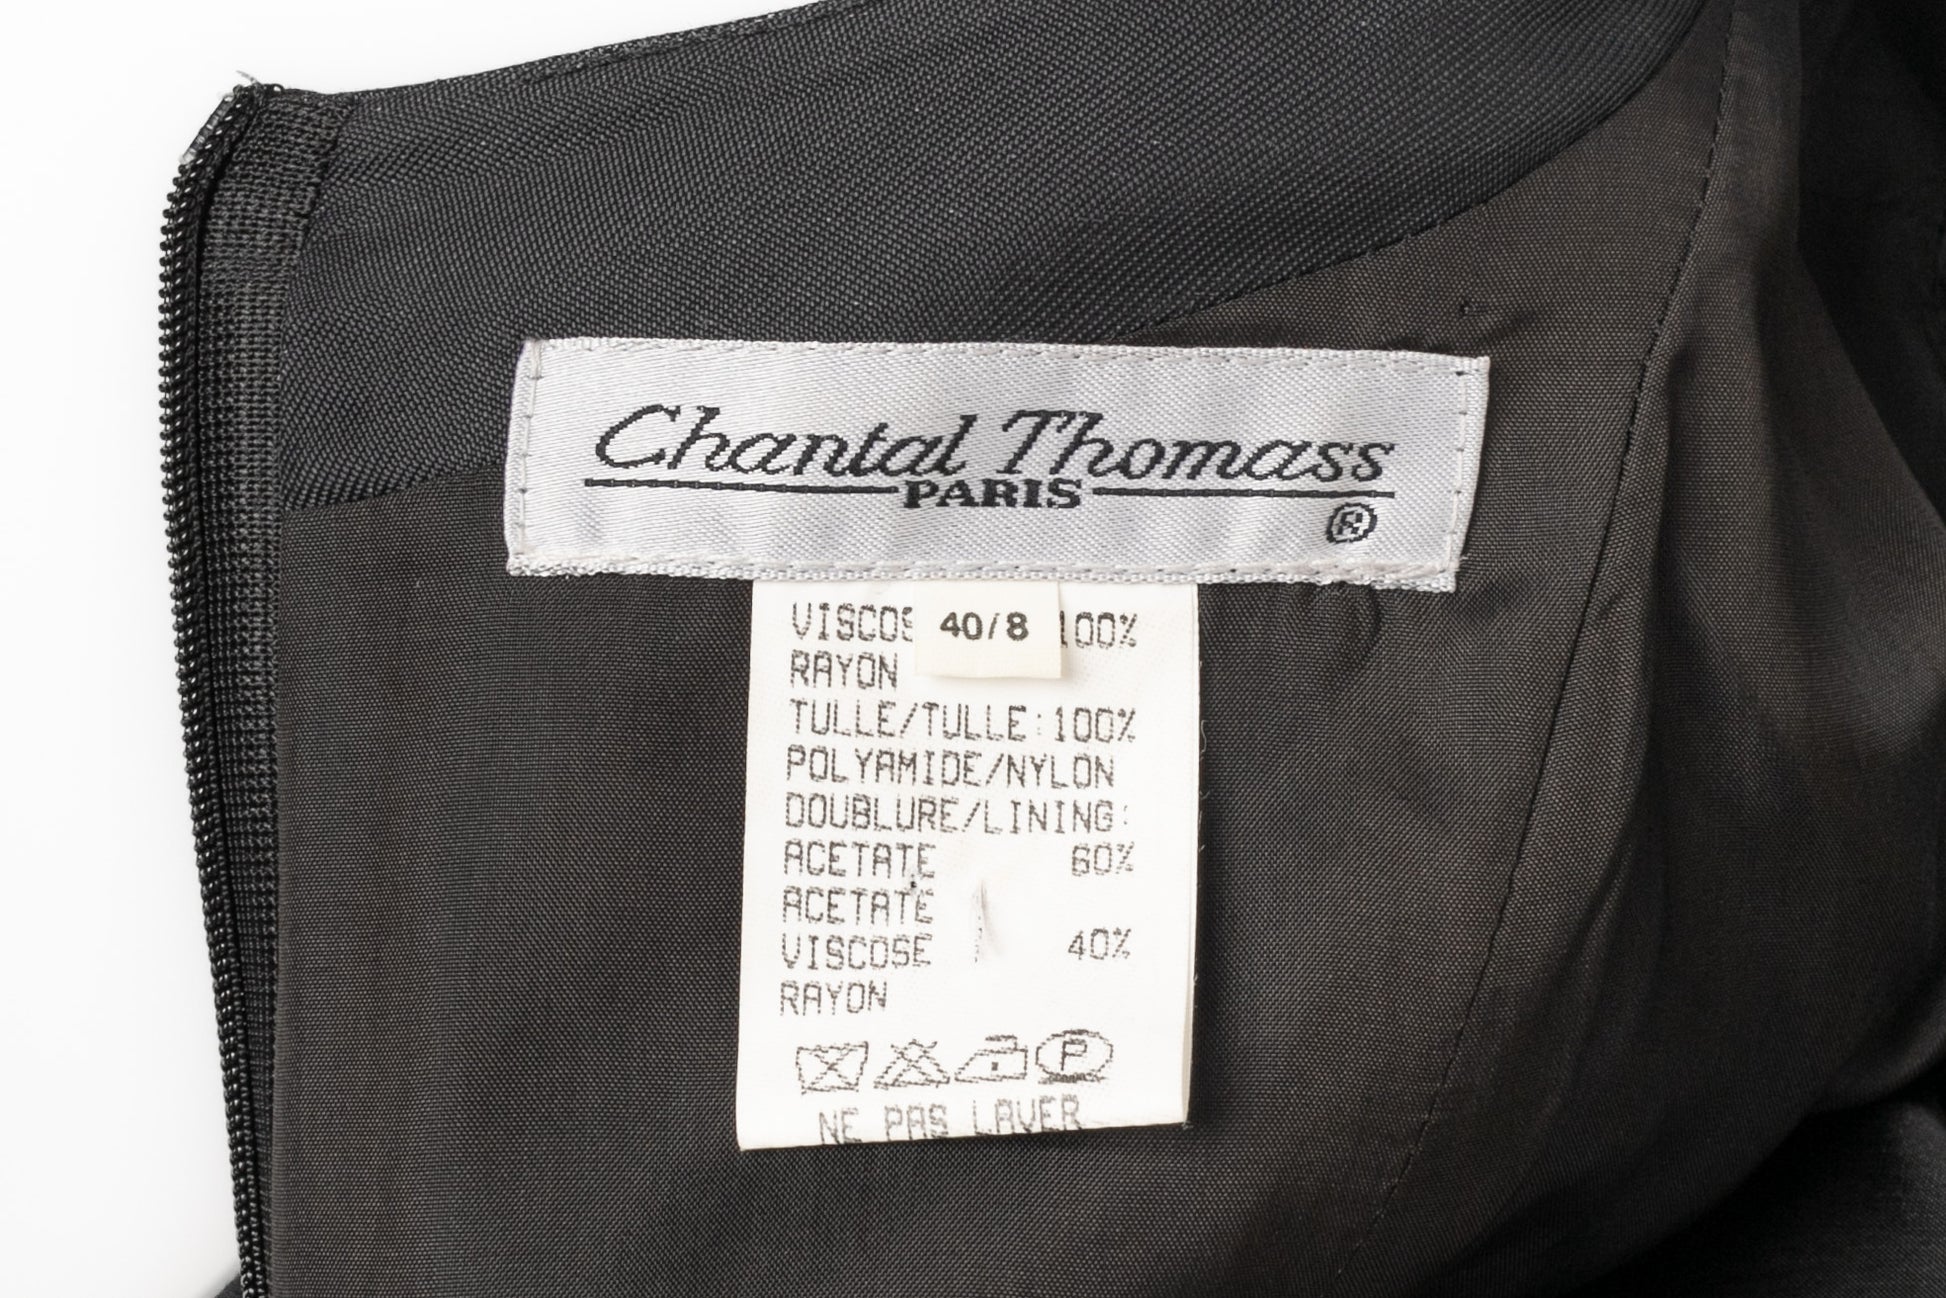 Chantal Thomass
PARIS
®
40/8
100%
RAYON
TULLE/TULLE:100%
POLYAMIDE/NYLON
DOUBLURE/LINING:
ACETATE 60%
ACETATE
VISCOSE 40%
RAYON
P
NE PAS LAVER